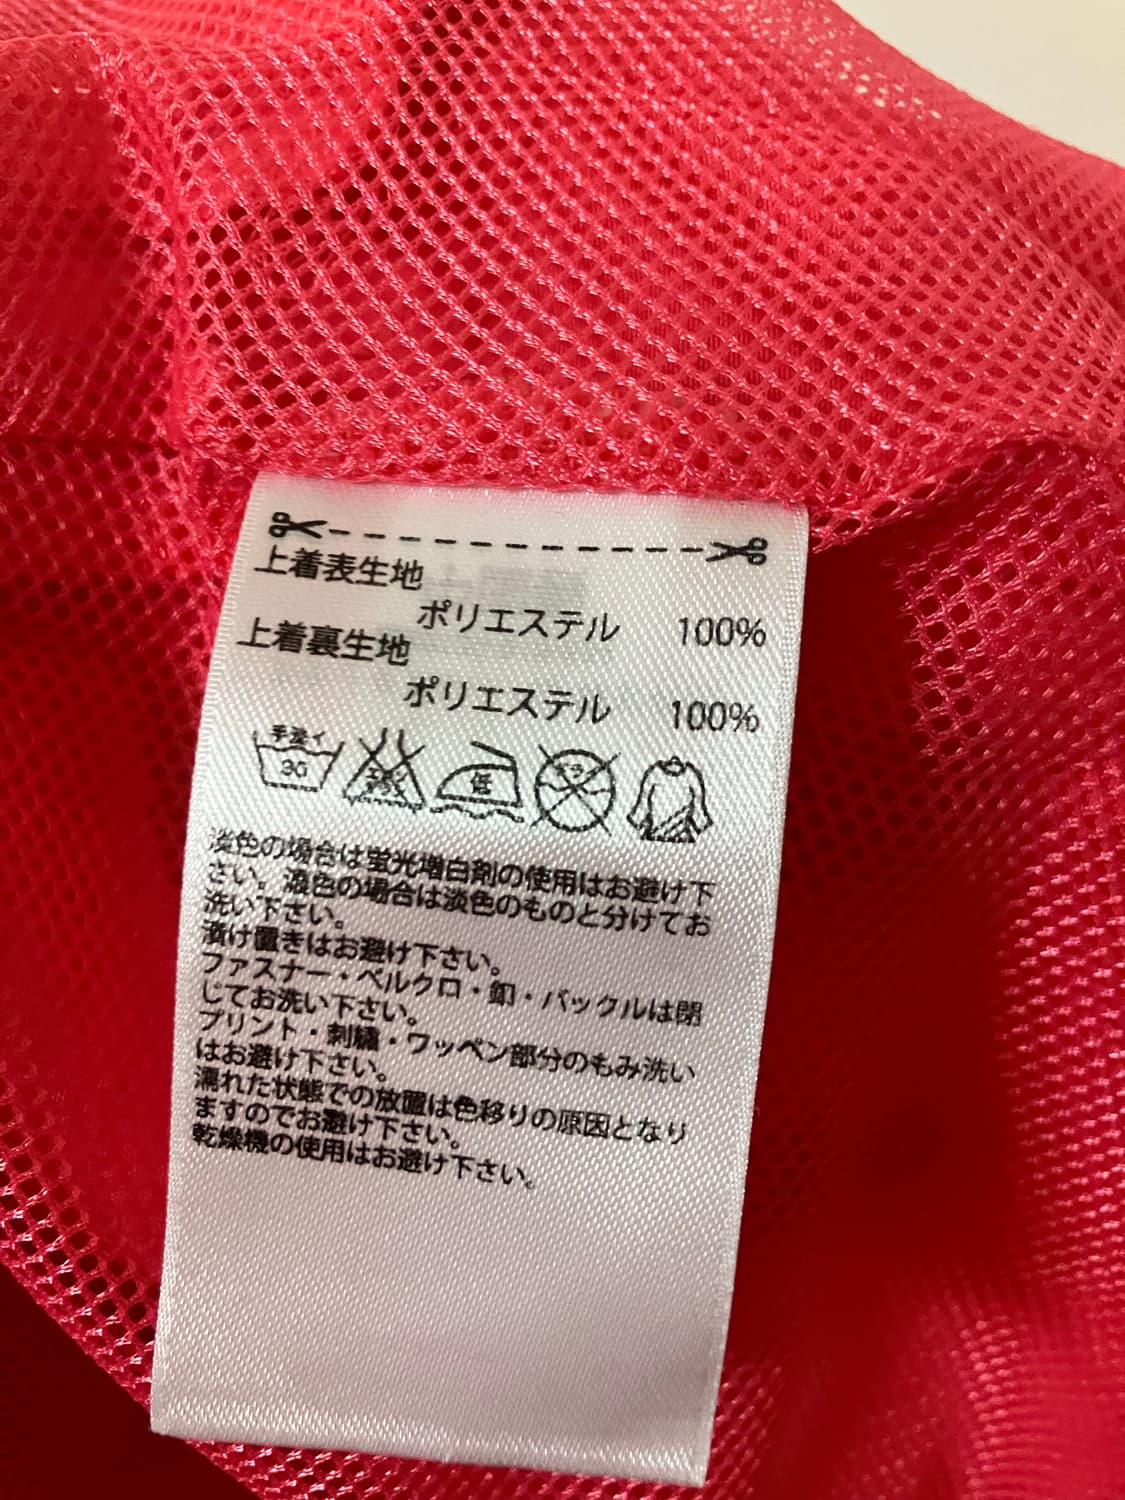 上着表生地
ポリエステル 100%
上着裏生地
ポリエステル 100%
手洗イ
30
低
淡色の場合は蛍光増白剤の使用はお避け下
さい。濃色の場合は淡色のものと分けてお
洗い下さい。
漬け置きはお避け下さい。
ファスナー・ベルクロ・釦・バックルは閉
じてお洗い下さい。
プリント・刺繍・ワッペン部分のもみ洗い
はお避け下さい。
濡れた状態での放置は色移りの原因となり
ますのでお避け下さい。
乾燥機の使用はお避け下さい。